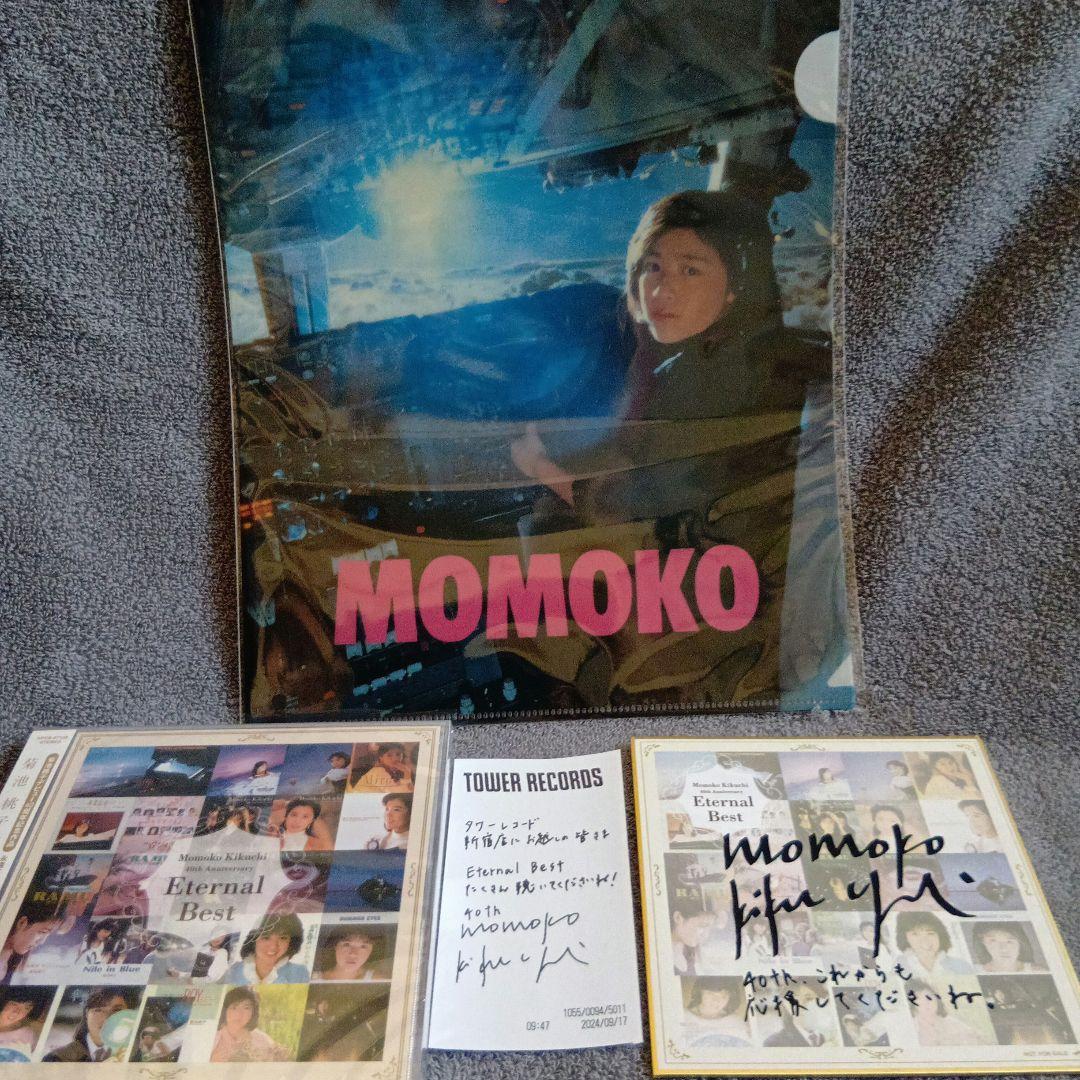 MOMOKO
菊池桃子
Momoko Kikuchi
40th Anniversary
Eternal
Best
Nile in Blue
SUMMER EYES
TOWER RECORDS
タワーレコード
新宿店にお越しの皆さま
Eternal Best
たくさん聴いてくださいね!
40th
momoko
kikuchi
1055/0094/5011
09:47 2024/09/17
Momoko Kikuchi
40th Anniversary
Eternal
Best
momoko
kikuchi
40th、これからも
応援してくださいね。
NOT FOR SALE